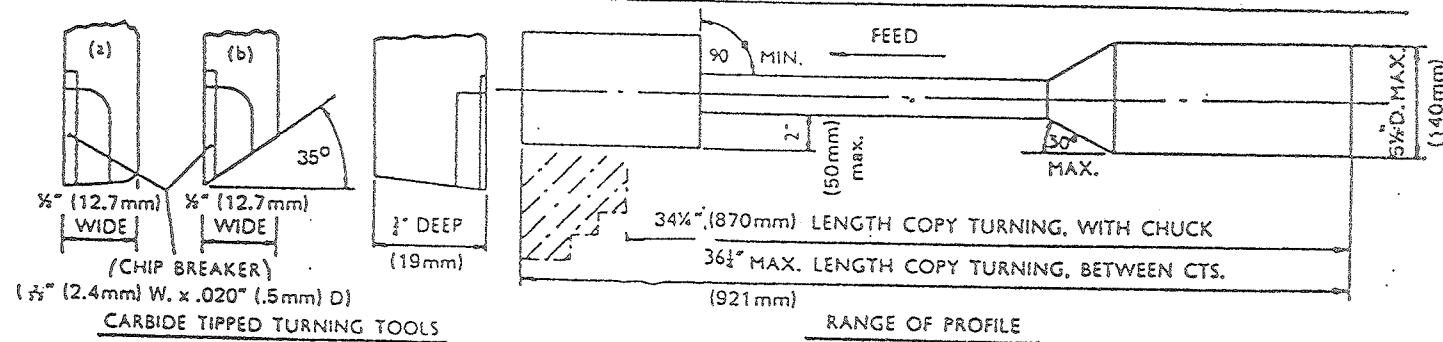 (a)
(b)
35°
½" (12.7mm)
WIDE
½" (12.7mm)
WIDE
(CHIP BREAKER)
(2.4mm) W. x .020" (.5mm) D)
¾" DEEP
(19mm)
CARBIDE TIPPED TURNING TOOLS
90 MIN.
FEED
2"
(50mm)
max.
30°
MAX.
5½"D.MAX.
(140mm)
34¼" (870mm) LENGTH COPY TURNING, WITH CHUCK
36¼" MAX. LENGTH COPY TURNING, BETWEEN CTS.
(921mm)
RANGE OF PROFILE